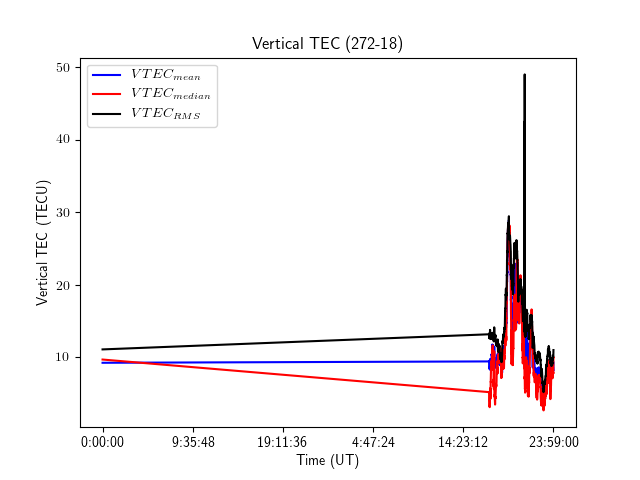 Vertical TEC (272-18)
VTEC_mean
VTEC_median
VTEC_RMS
50
40
30
20
10
Vertical TEC (TECU)
0:00:00 9:35:48 19:11:36 4:47:24 14:23:12 23:59:00
Time (UT)